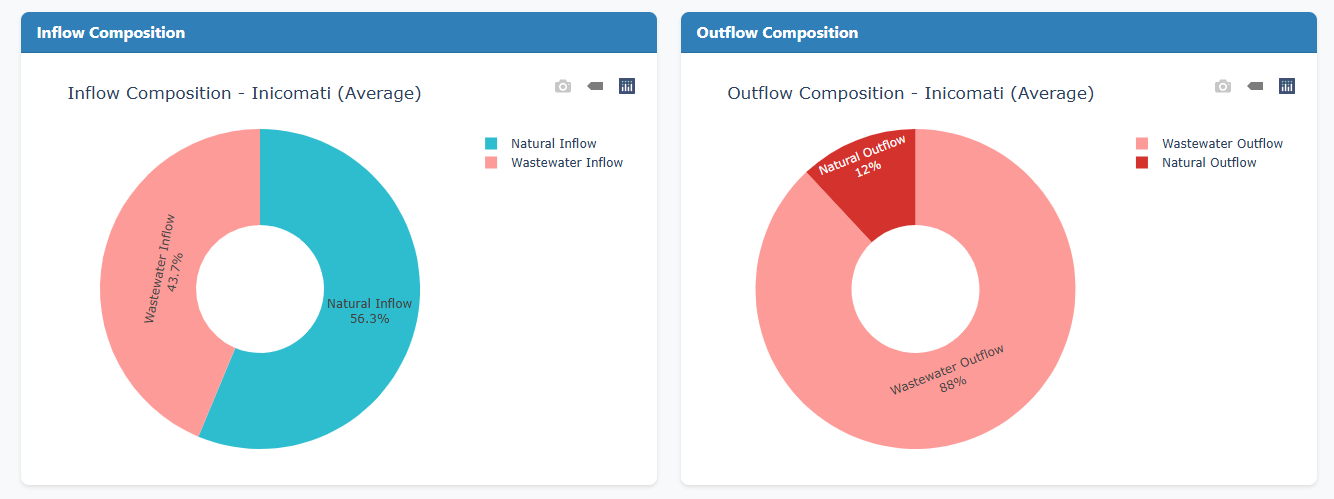 Inflow Composition
Inflow Composition - Inicomati (Average)
Natural Inflow
Wastewater Inflow
Wastewater Inflow
43.7%
Natural Inflow
56.3%
Outflow Composition
Outflow Composition - Inicomati (Average)
Wastewater Outflow
Natural Outflow
Natural Outflow
12%
Wastewater Outflow
88%